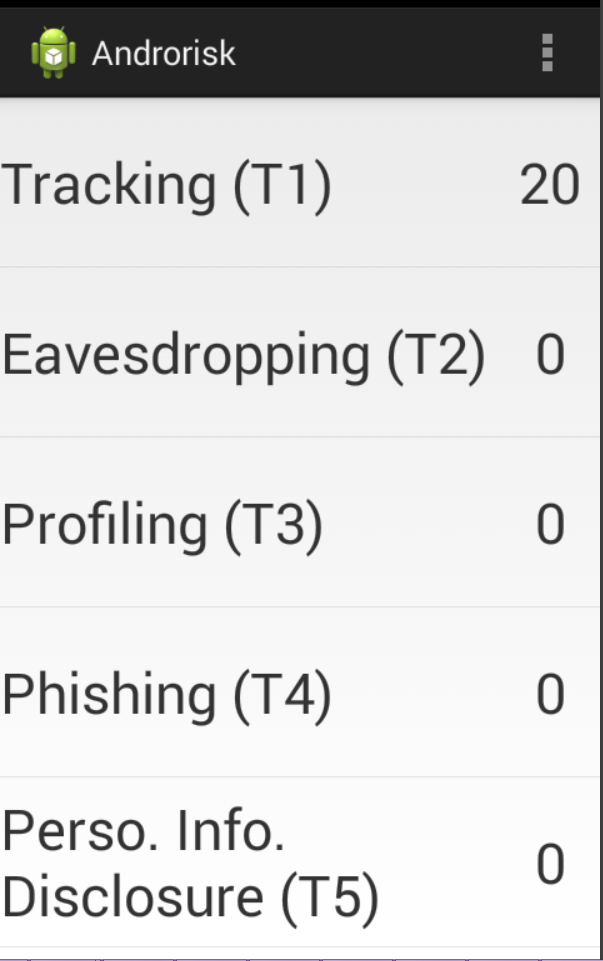 Androrisk
Tracking (T1) 20
Eavesdropping (T2) 0
Profiling (T3) 0
Phishing (T4) 0
Perso. Info.
Disclosure (T5) 0